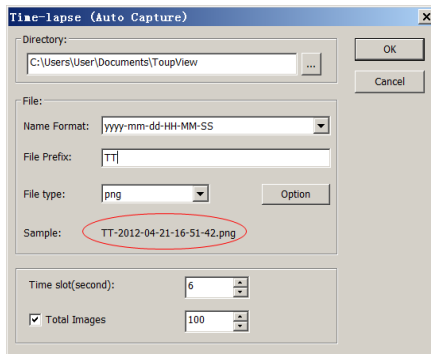 Time-lapse (Auto Capture)
Directory:
C:\Users\User\Documents\ToupView
...
OK
Cancel
File:
Name Format: yyyy-mm-dd-HH-MM-SS
File Prefix: TT
File type: png Option
Sample: TT-2012-04-21-16-51-42.png
Time slot(second): 6
Total Images 100